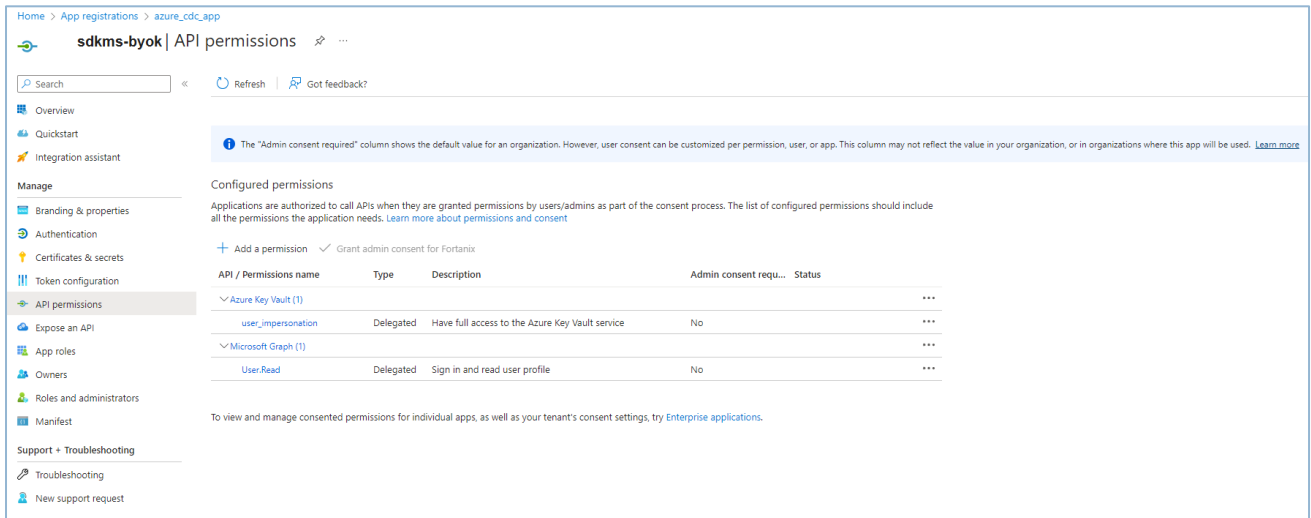 Home > App registrations > azure_cdc_app
sdkms-byok | API permissions
Search
Refresh
Got feedback?
Overview
Quickstart
Integration assistant
The "Admin consent required" column shows the default value for an organization. However, user consent can be customized per permission, user, or app. This column may not reflect the value in your organization, or in organizations where this app will be used. Learn more
Manage
Branding & properties
Authentication
Certificates & secrets
Token configuration
API permissions
Expose an API
App roles
Owners
Roles and administrators
Manifest
Support + Troubleshooting
Troubleshooting
New support request
Configured permissions
Applications are authorized to call APIs when they are granted permissions by users/admins as part of the consent process. The list of configured permissions should include
all the permissions the application needs. Learn more about permissions and consent
Add a permission Grant admin consent for Fortanix
API / Permissions name Type Description Admin consent requ... Status
Azure Key Vault (1)
user_impersonation Delegated Have full access to the Azure Key Vault service No
Microsoft Graph (1)
User.Read Delegated Sign in and read user profile No
To view and manage consented permissions for individual apps, as well as your tenant's consent settings, try Enterprise applications.